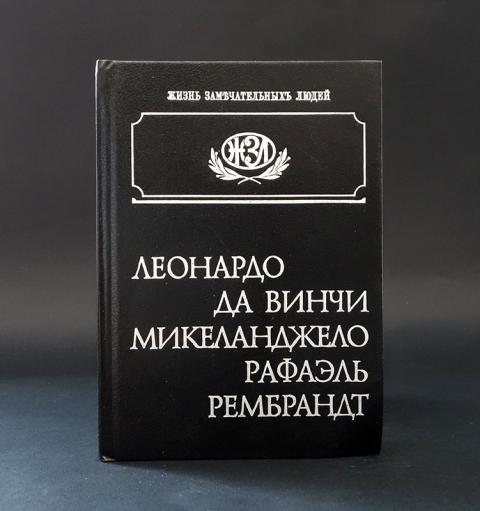 ЖИЗНЬ ЗАМѢЧАТЕЛЬНЫХЪ ЛЮДЕЙ
ЖЗЛ
ЛЕОНАРДО
ДА ВИНЧИ
МИКЕЛАНДЖЕЛО
РАФАЭЛЬ
РЕМБРАНДТ